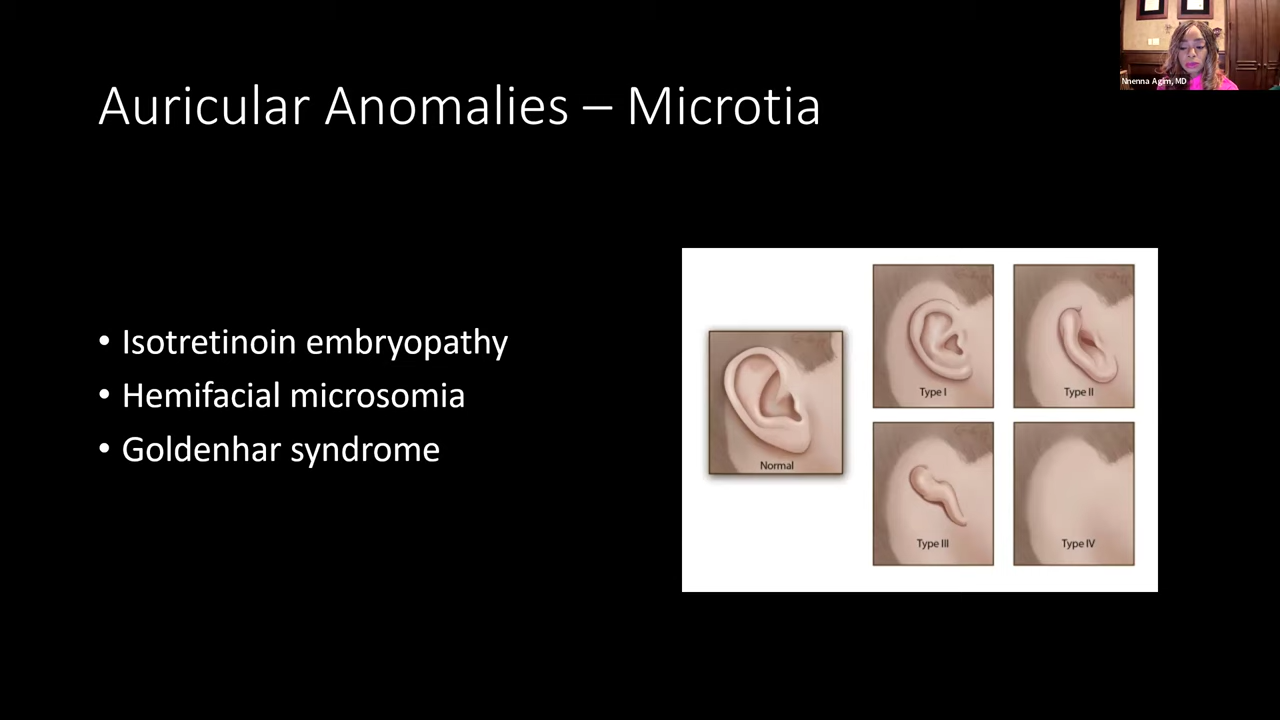 Nnenna Agim, MD
Auricular Anomalies – Microtia
• Isotretinoin embryopathy
• Hemifacial microsomia
• Goldenhar syndrome
Normal
Type I
Type II
Type III
Type IV